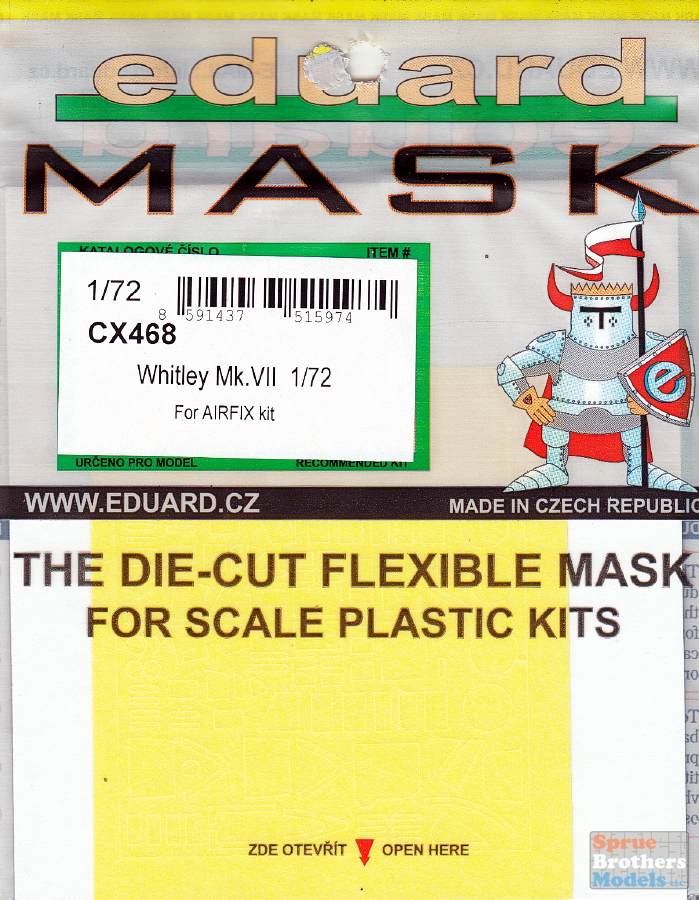 eduard
MASK
KATALOGOVÉ ČÍSLO ITEM #
1/72
8 591437 515974
CX468
Whitley Mk.VII 1/72
For AIRFIX kit
URČENO PRO MODEL RECOMMENDED KIT
e
WWW.EDUARD.CZ MADE IN CZECH REPUBLIC
THE DIE-CUT FLEXIBLE MASK
FOR SCALE PLASTIC KITS
ZDE OTEVŘÍT OPEN HERE
Sprue
Brothers
Models